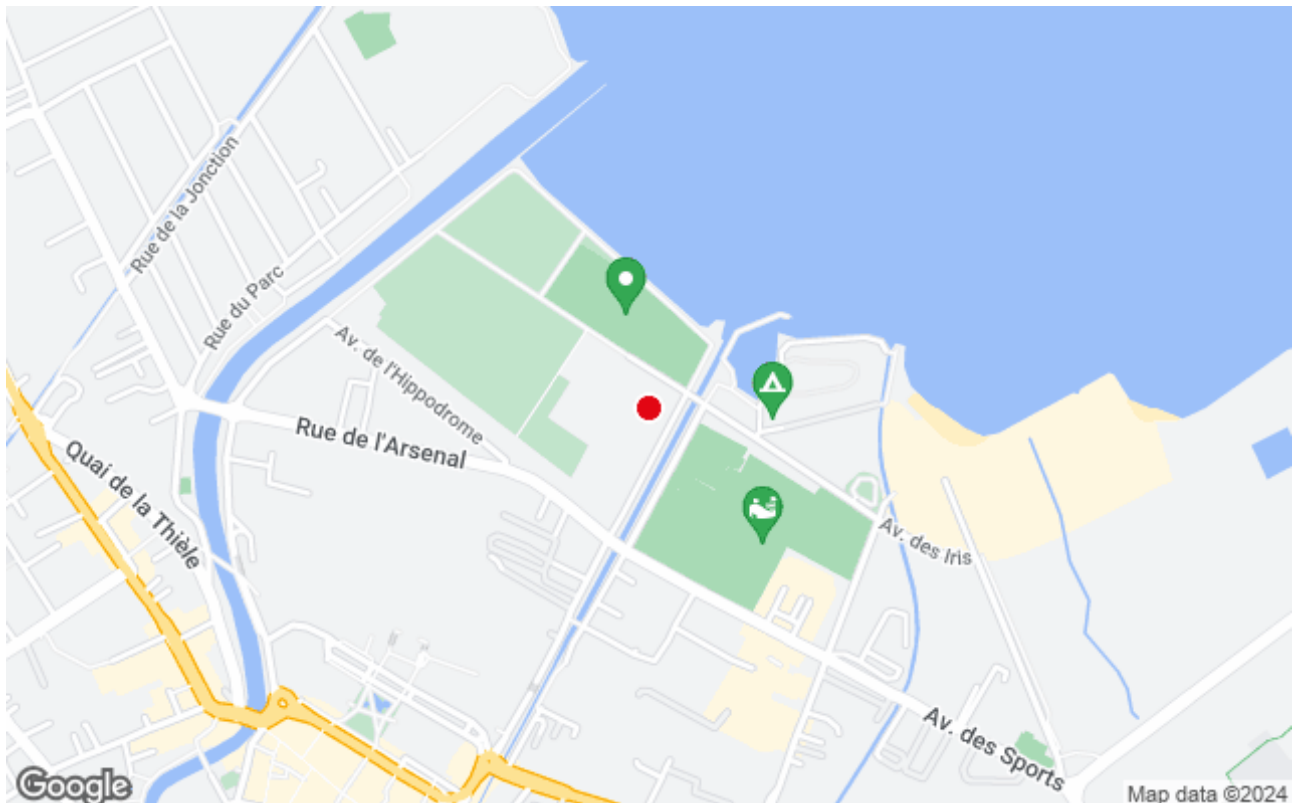 Rue de la Jonction
Rue du Parc
Av. de l'Hippodrome
Rue de l'Arsenal
Quai de la Thièle
Av. des Iris
Av. des Sports
Google
Map data ©2024